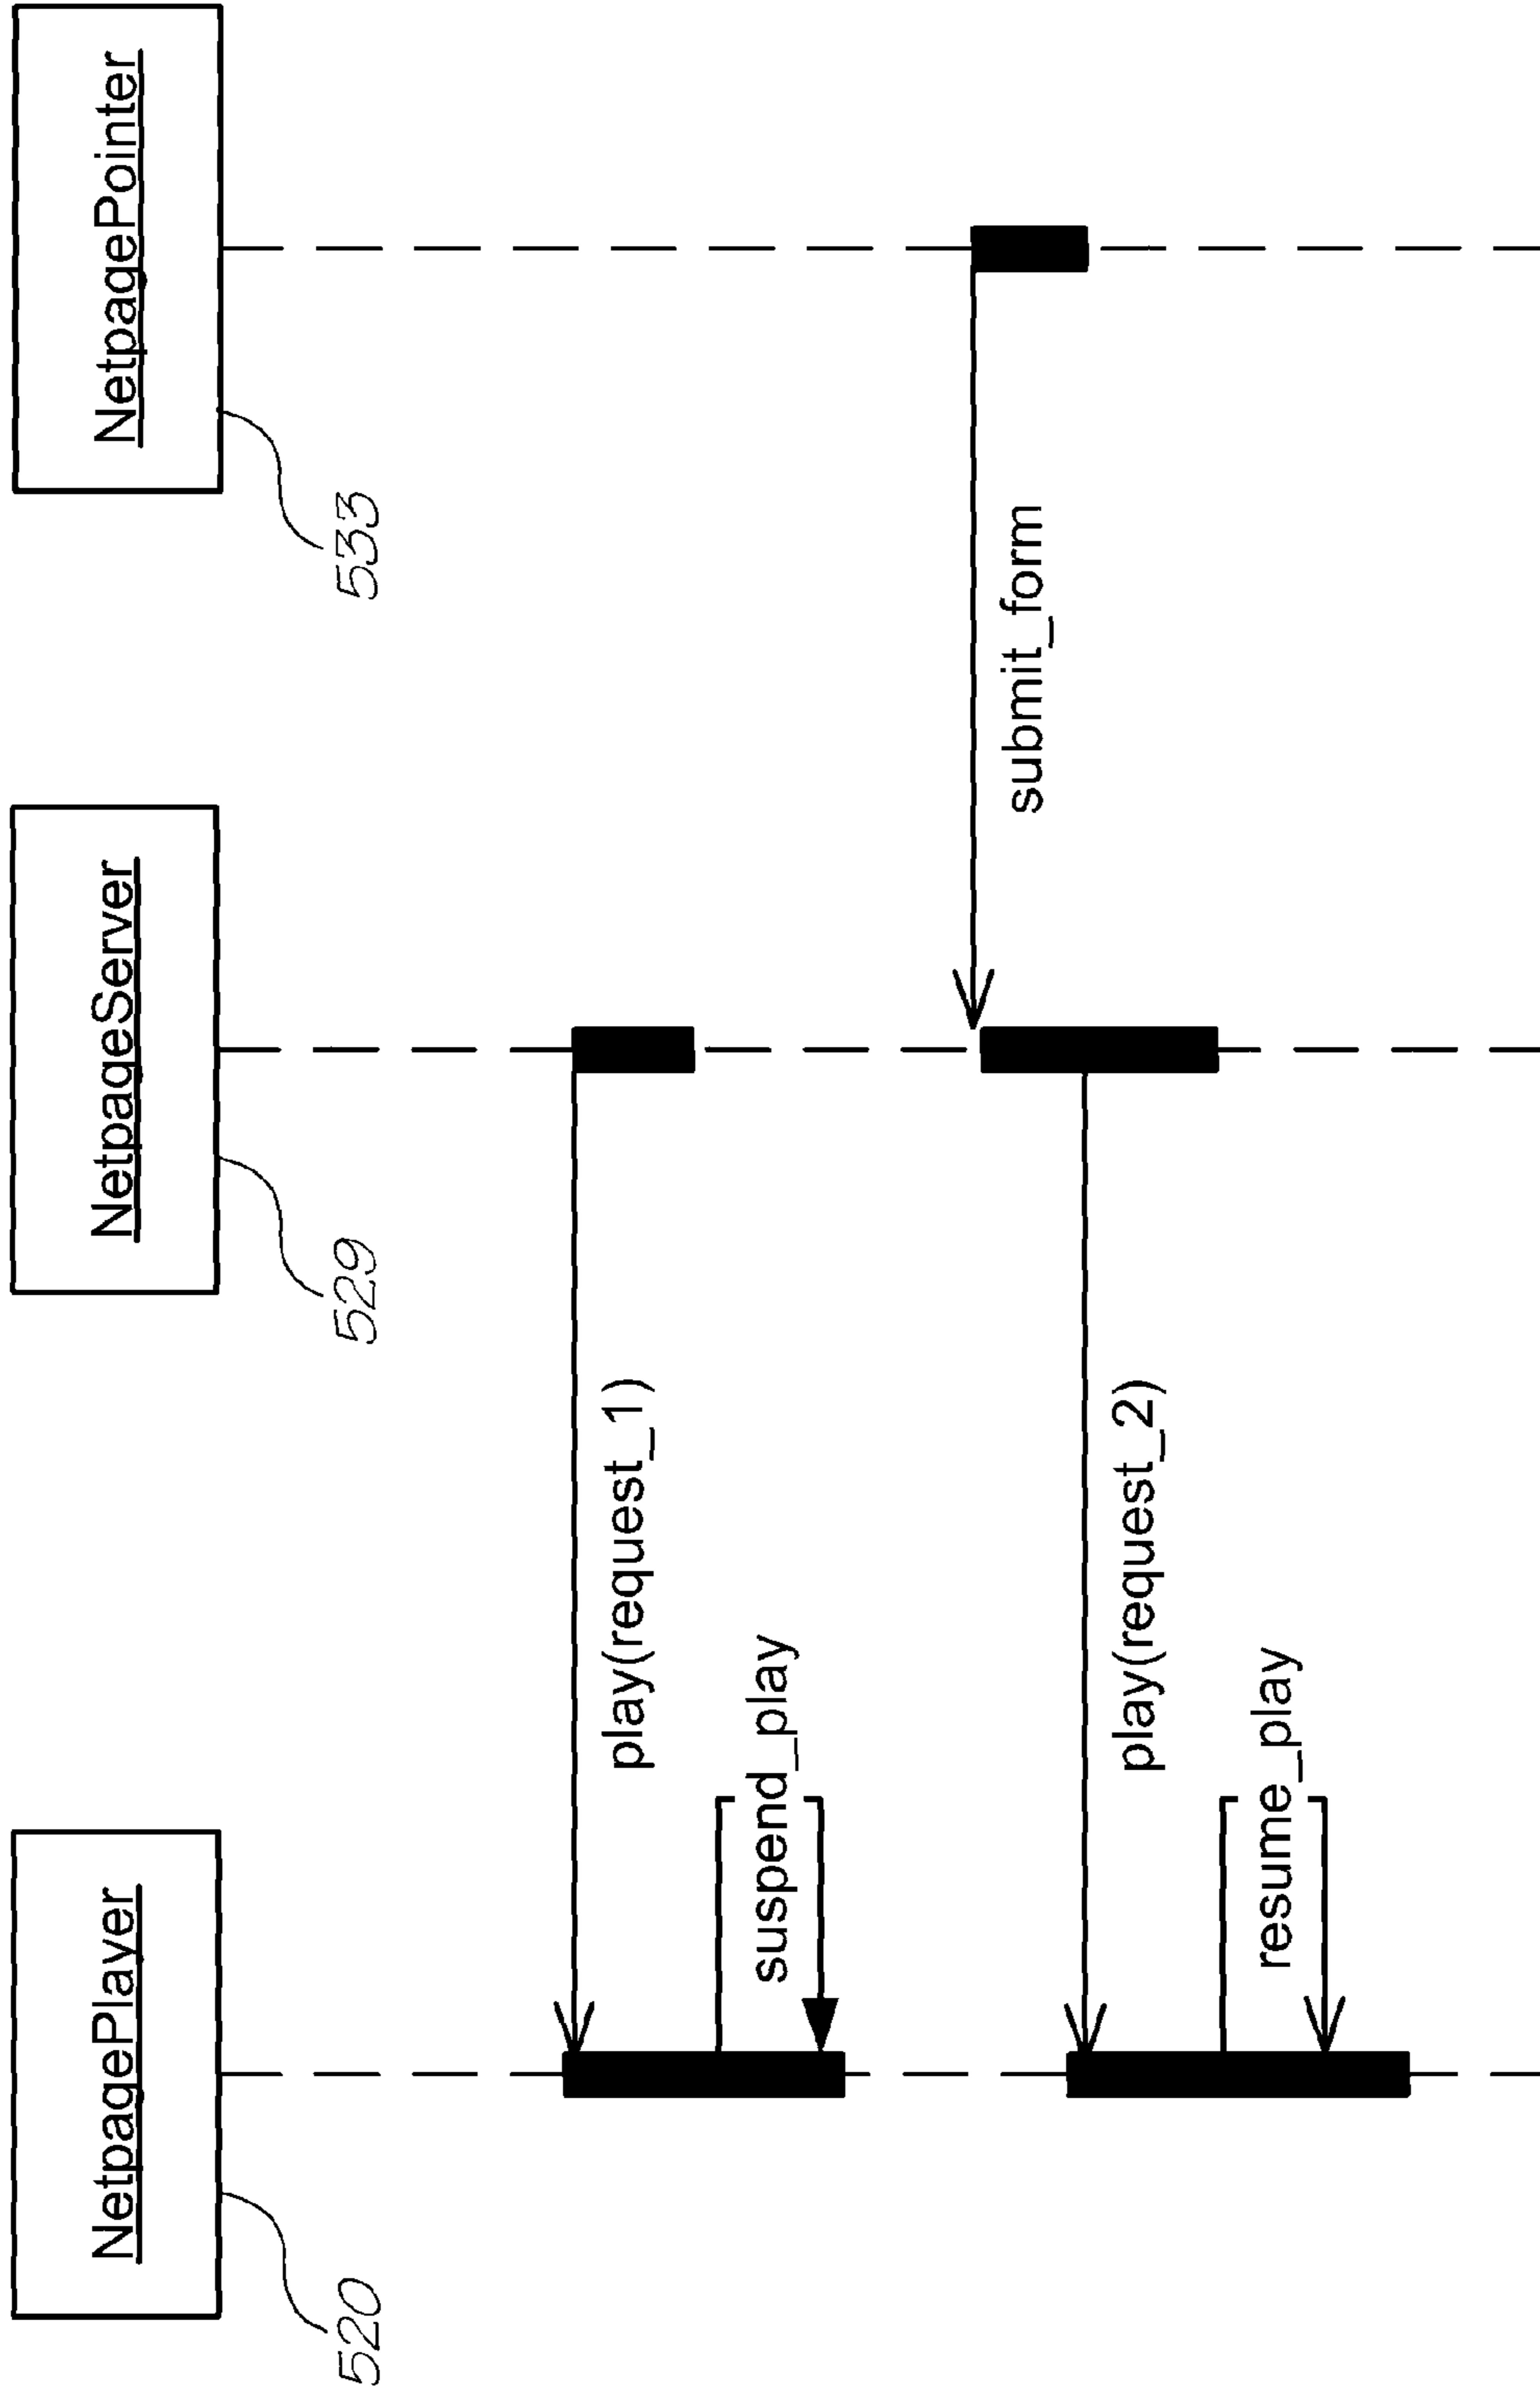 NetpagePlayer
NetpageServer
NetpagePointer
520
529
533
play(request_1)
suspend_play
submit_form
play(request_2)
resume_play